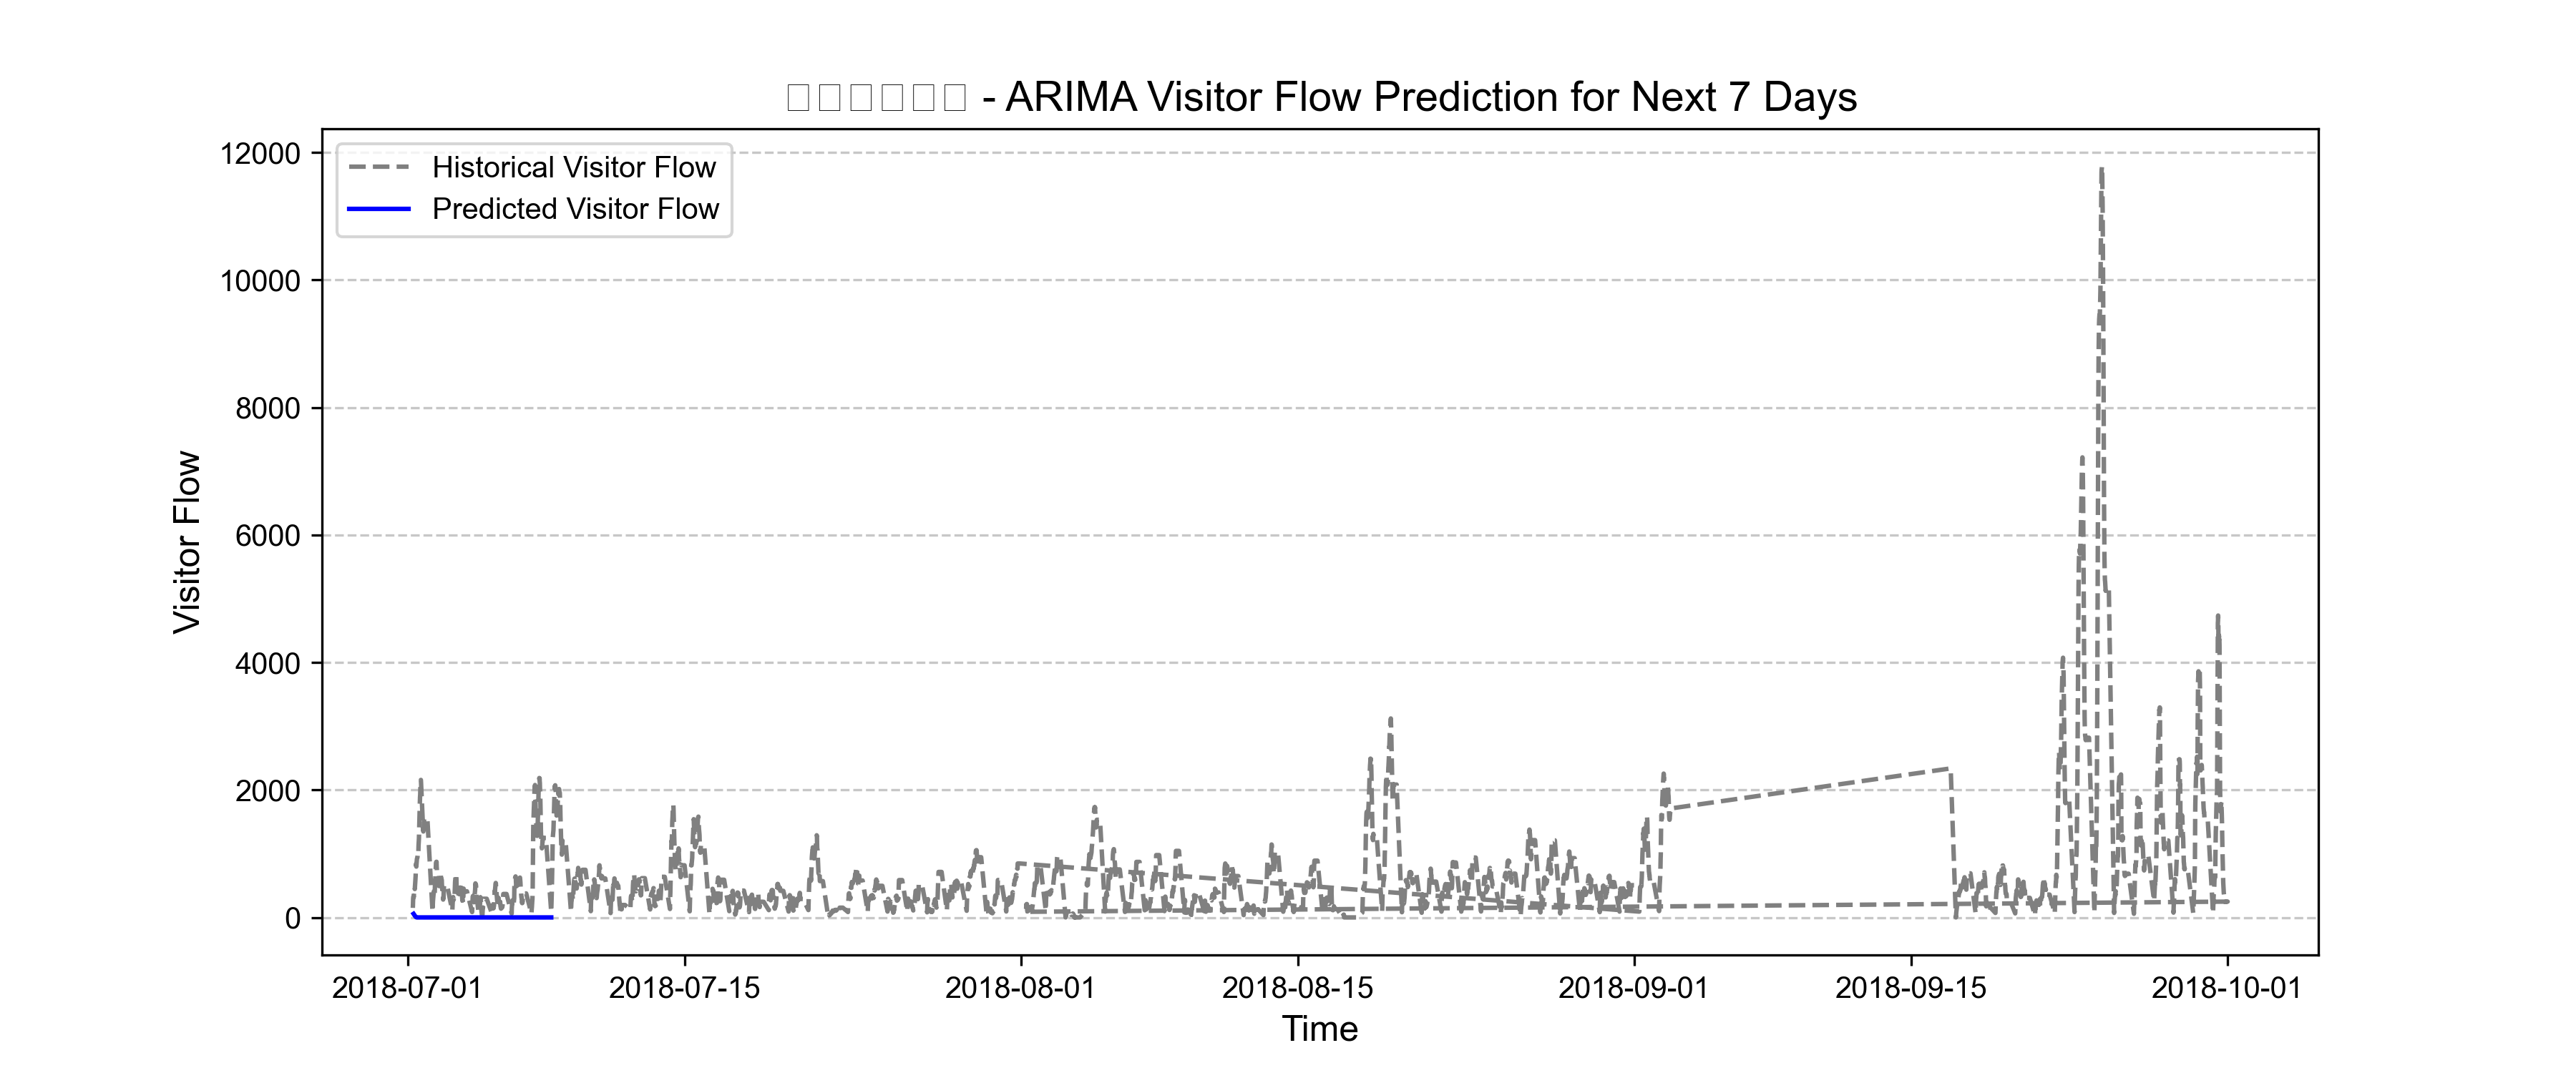 - ARIMA Visitor Flow Prediction for Next 7 Days
Historical Visitor Flow
Predicted Visitor Flow
Visitor Flow
12000
10000
8000
6000
4000
2000
0
2018-07-01
2018-07-15
2018-08-01
2018-08-15
2018-09-01
2018-09-15
2018-10-01
Time